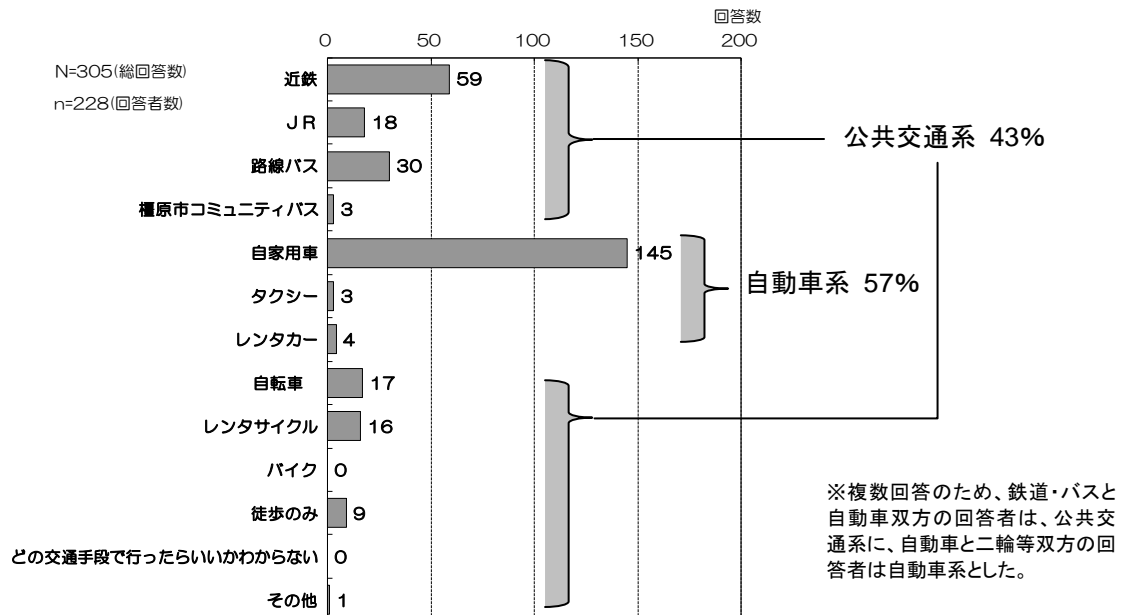 回答数
0 50 100 150 200
N=305(総回答数)
n=228(回答者数)
近鉄 59
ＪＲ 18
路線バス 30
橿原市コミュニティバス 3
公共交通系 43%
自家用車 145
タクシー 3
レンタカー 4
自動車系 57%
自転車 17
レンタサイクル 16
バイク 0
徒歩のみ 9
どの交通手段で行ったらいいかわからない 0
その他 1
※複数回答のため、鉄道・バスと
自動車双方の回答者は、公共交
通系に、自動車と二輪等双方の回
答者は自動車系とした。